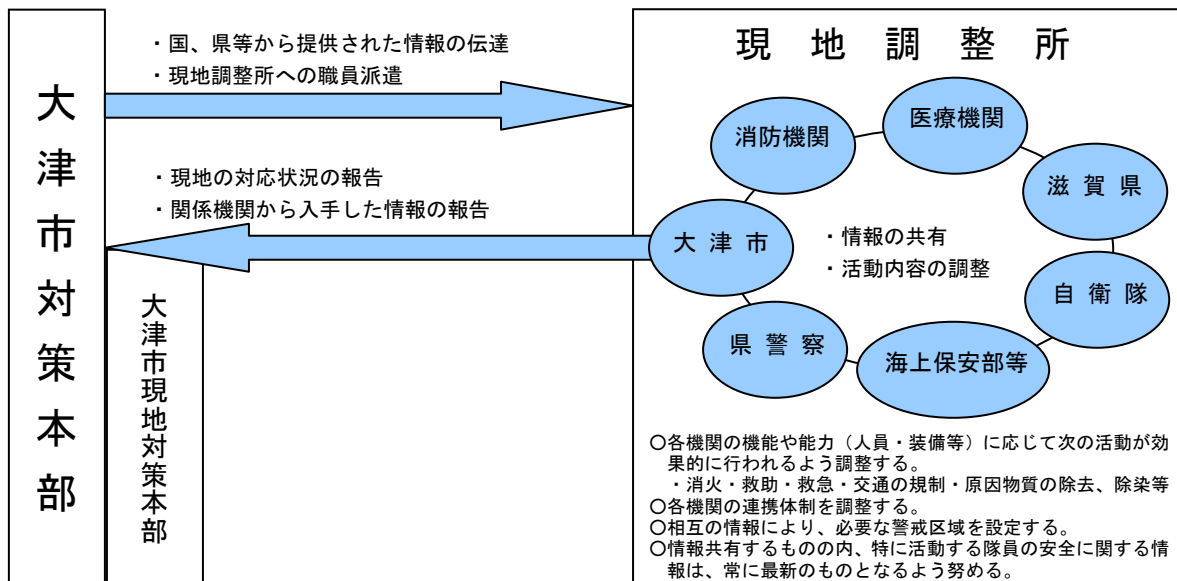 大津市対策本部
・国、県等から提供された情報の伝達
・現地調整所への職員派遣
・現地の対応状況の報告
・関係機関から入手した情報の報告
大津市現地対策本部
現地調整所
医療機関
消防機関
滋賀県
大津市
・情報の共有
・活動内容の調整
自衛隊
県警察
海上保安部等
○各機関の機能や能力（人員・装備等）に応じて次の活動が効
果的に行われるよう調整する。
・消火・救助・救急・交通の規制・原因物質の除去、除染等
○各機関の連携体制を調整する。
○相互の情報により、必要な警戒区域を設定する。
○情報共有するものの内、特に活動する隊員の安全に関する情
報は、常に最新のものとなるよう努める。